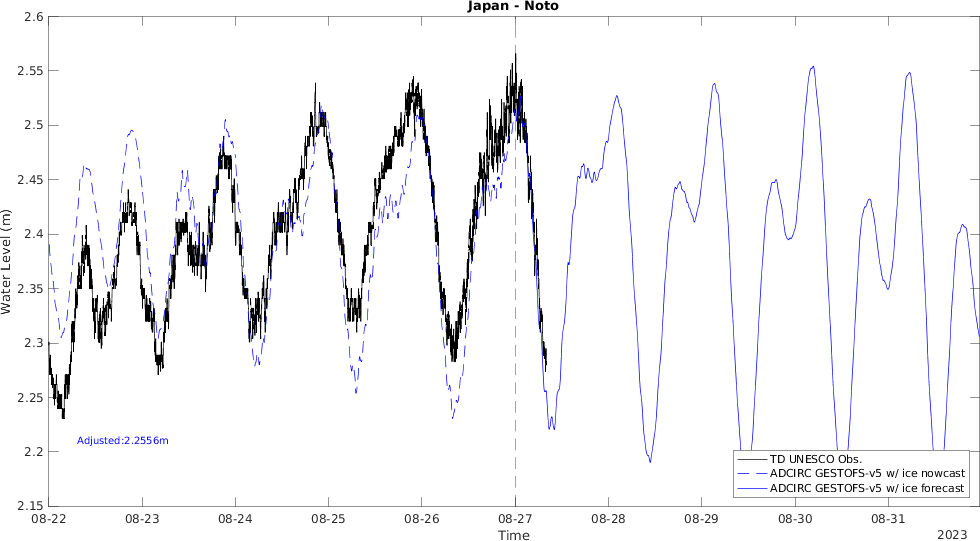 Japan - Noto
2.6
2.55
2.5
2.45
2.4
2.35
2.3
2.25
2.2
2.15
Water Level (m)
Adjusted:2.2556m
TD UNESCO Obs.
ADCIRC GESTOFS-v5 w/ ice nowcast
ADCIRC GESTOFS-v5 w/ ice forecast
08-22 08-23 08-24 08-25 08-26 08-27 08-28 08-29 08-30 08-31
Time
2023